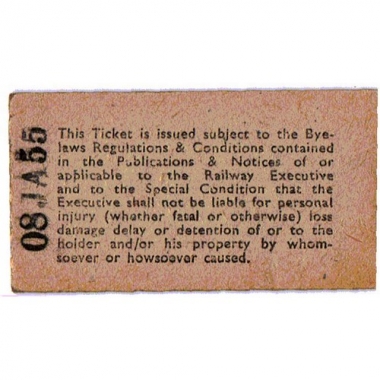 This Ticket is issued subject to the Bye-
laws Regulations & Conditions contained
in the Publications & Notices of or
applicable to the Railway Executive
and to the Special Condition that the
Executive shall not be liable for personal
injury (whether fatal or otherwise) loss
damage delay or detention of or to the
holder and/or his property by whom-
soever or howsoever caused.
08JA55